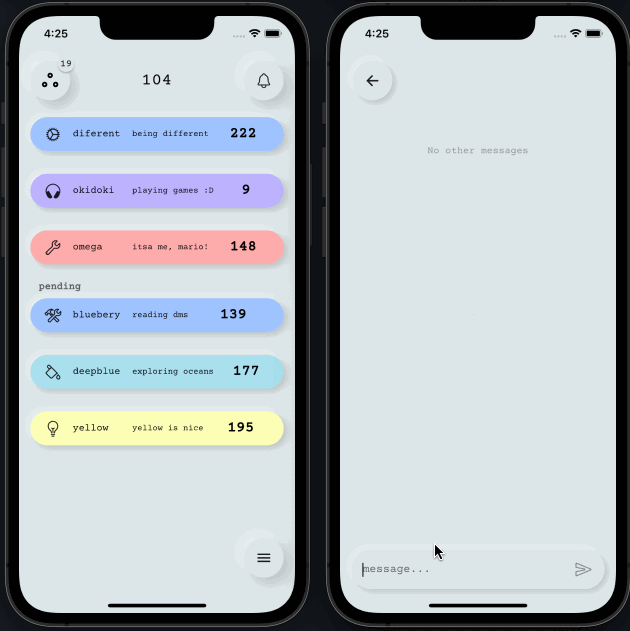 4:25
19
104
diferent being different 222
okidoki playing games :D 9
omega itsa me, mario! 148
pending
bluebery reading dms 139
deepblue exploring oceans 177
yellow yellow is nice 195
4:25
No other messages
message...